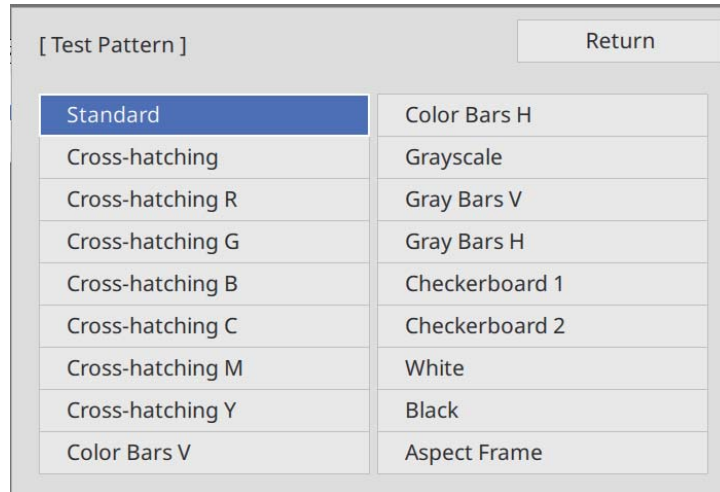 [ Test Pattern ]
Return
Standard
Cross-hatching
Cross-hatching R
Cross-hatching G
Cross-hatching B
Cross-hatching C
Cross-hatching M
Cross-hatching Y
Color Bars V
Color Bars H
Grayscale
Gray Bars V
Gray Bars H
Checkerboard 1
Checkerboard 2
White
Black
Aspect Frame